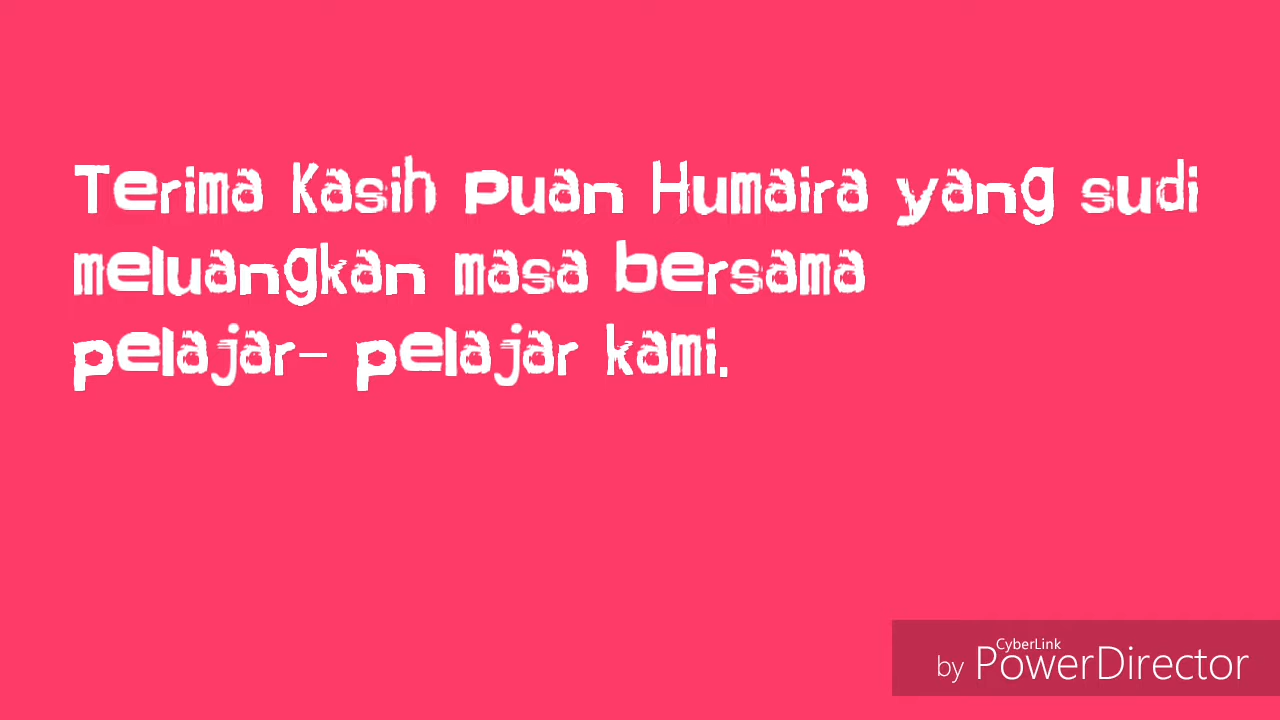 Terima Kasih Puan Humaira yang sudi
meluangkan masa bersama
pelajar- pelajar kami.
by CyberLink PowerDirector